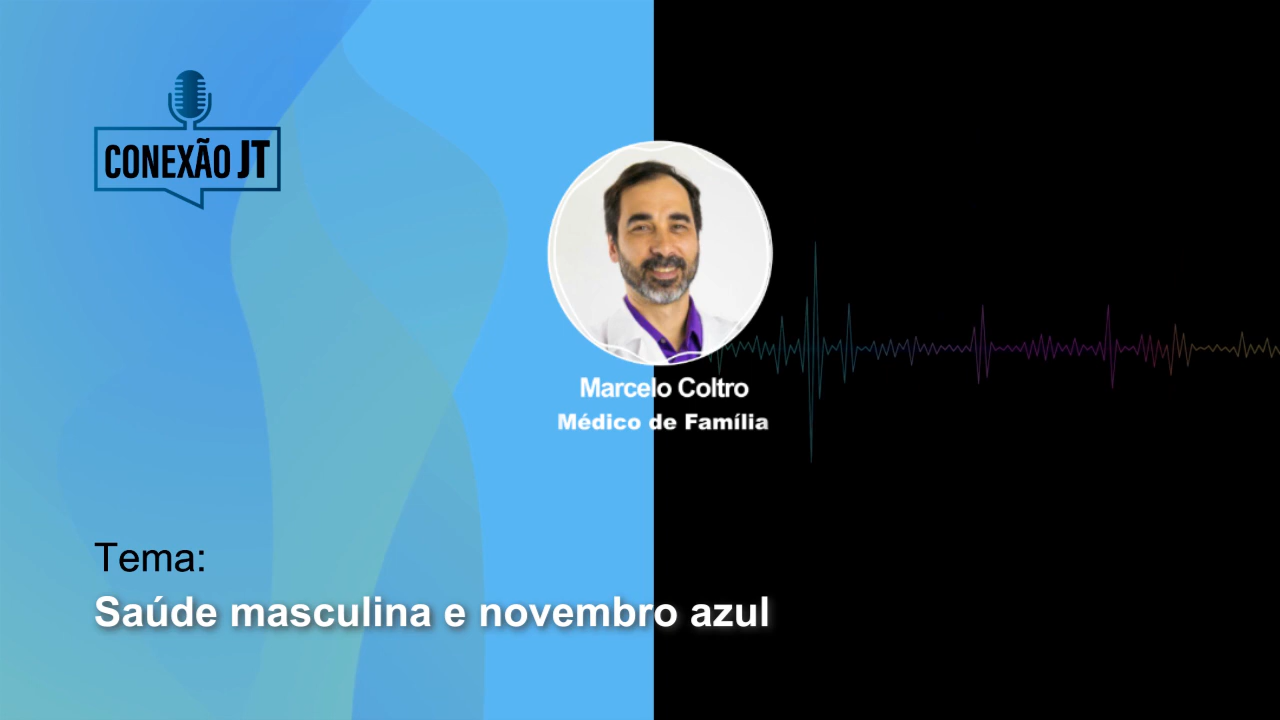 CONEXÃO JT
Marcelo Coltro
Médico de Família
Tema:
Saúde masculina e novembro azul